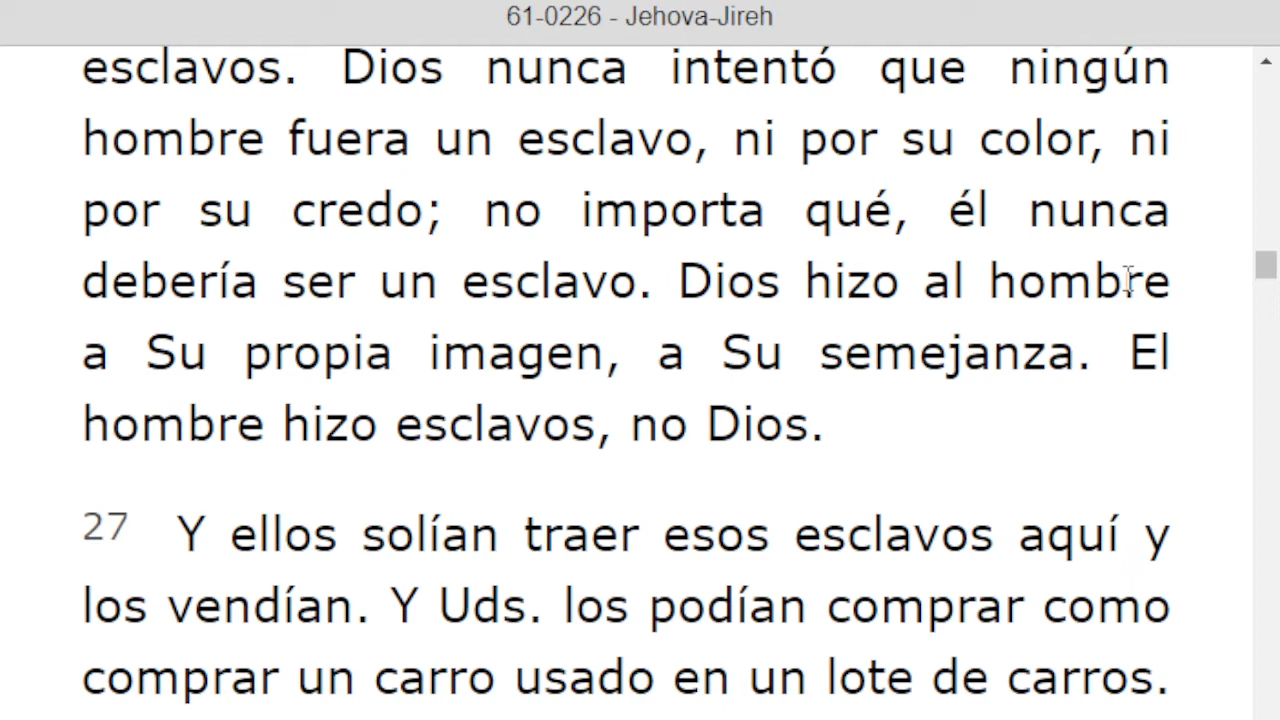 61-0226 - Jehova-Jireh
esclavos. Dios nunca intentó que ningún
hombre fuera un esclavo, ni por su color, ni
por su credo; no importa qué, él nunca
debería ser un esclavo. Dios hizo al hombre
a Su propia imagen, a Su semejanza. El
hombre hizo esclavos, no Dios.
27 Y ellos solían traer esos esclavos aquí y
los vendían. Y Uds. los podían comprar como
comprar un carro usado en un lote de carros.